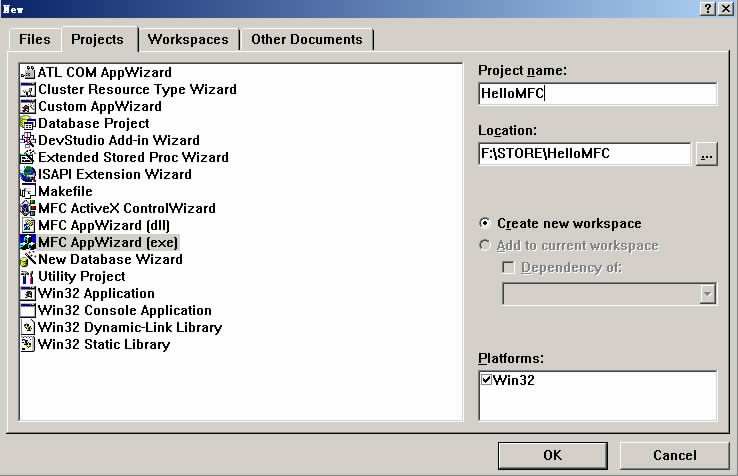 New
Files
Projects
Workspaces
Other Documents
ATL COM AppWizard
Cluster Resource Type Wizard
Custom AppWizard
Database Project
DevStudio Add-in Wizard
Extended Stored Proc Wizard
ISAPI Extension Wizard
Makefile
MFC ActiveX ControlWizard
MFC AppWizard (dll)
MFC AppWizard (exe)
New Database Wizard
Utility Project
Win32 Application
Win32 Console Application
Win32 Dynamic-Link Library
Win32 Static Library
Project name:
HelloMFC
Location:
F:\STORE\HelloMFC
...
Create new workspace
Add to current workspace
Dependency of:
Platforms:
Win32
OK
Cancel